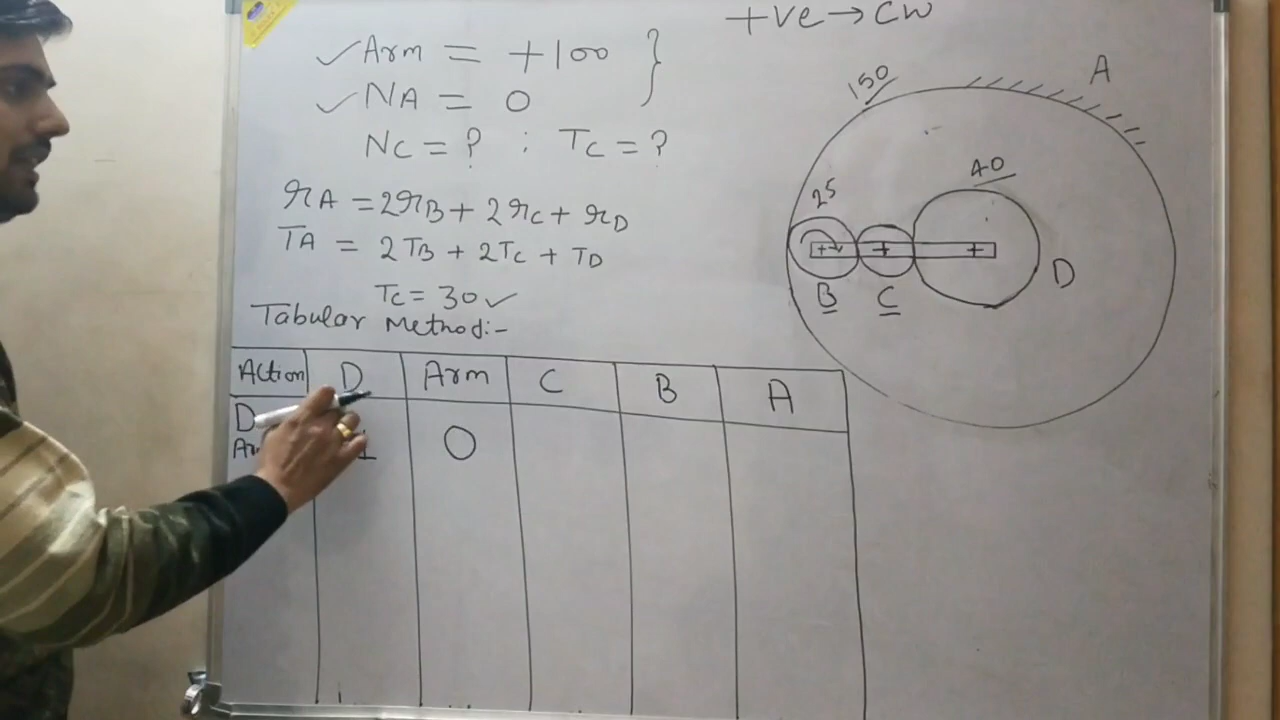 +ve → CW
✓ Arm = +100
✓ NA = 0
NC = ? ; TC = ?
rA = 2rB + 2rC + rD
TA = 2TB + 2TC + TD
TC = 30 ✓
Tabular Method:-
Action D Arm C B A
D
0
150
A
40
25
B
C
D